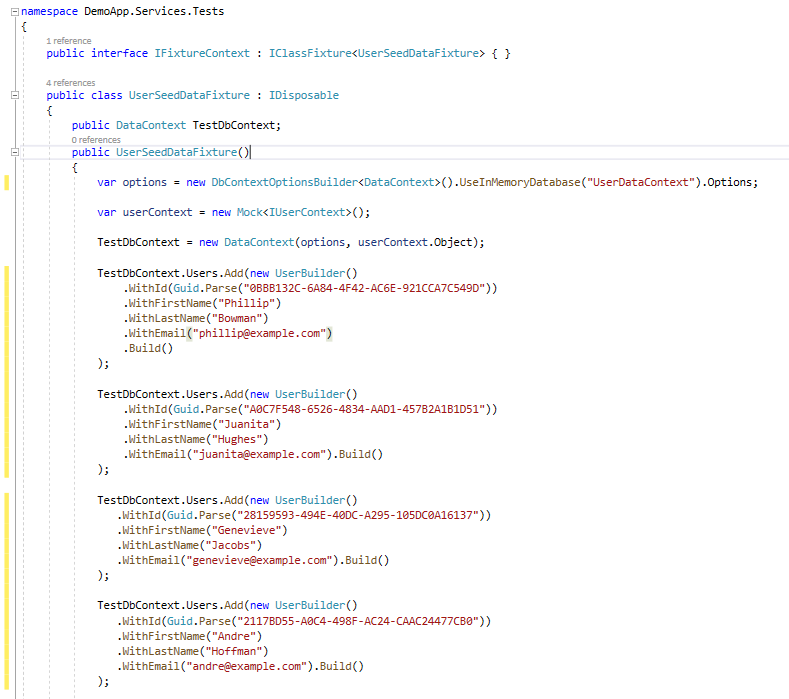 namespace DemoApp.Services.Tests
{
1 reference
public interface IFixtureContext : IClassFixture<UserSeedDataFixture> { }
4 references
public class UserSeedDataFixture : IDisposable
{
public DataContext TestDbContext;
0 references
public UserSeedDataFixture()
{
var options = new DbContextOptionsBuilder<DataContext>().UseInMemoryDatabase("UserDataContext").Options;
var userContext = new Mock<IUserContext>();
TestDbContext = new DataContext(options, userContext.Object);
TestDbContext.Users.Add(new UserBuilder()
.WithId(Guid.Parse("0BBB132C-6A84-4F42-AC6E-921CCA7C549D"))
.WithFirstName("Phillip")
.WithLastName("Bowman")
.WithEmail("phillip@example.com")
.Build()
);
TestDbContext.Users.Add(new UserBuilder()
.WithId(Guid.Parse("A0C7F548-6526-4834-AAD1-457B2A1B1D51"))
.WithFirstName("Juanita")
.WithLastName("Hughes")
.WithEmail("juanita@example.com").Build()
);
TestDbContext.Users.Add(new UserBuilder()
.WithId(Guid.Parse("28159593-494E-40DC-A295-105DC0A16137"))
.WithFirstName("Genevieve")
.WithLastName("Jacobs")
.WithEmail("genevieve@example.com").Build()
);
TestDbContext.Users.Add(new UserBuilder()
.WithId(Guid.Parse("2117BD55-A0C4-498F-AC24-CAAC24477CB0"))
.WithFirstName("Andre")
.WithLastName("Hoffman")
.WithEmail("andre@example.com").Build()
);